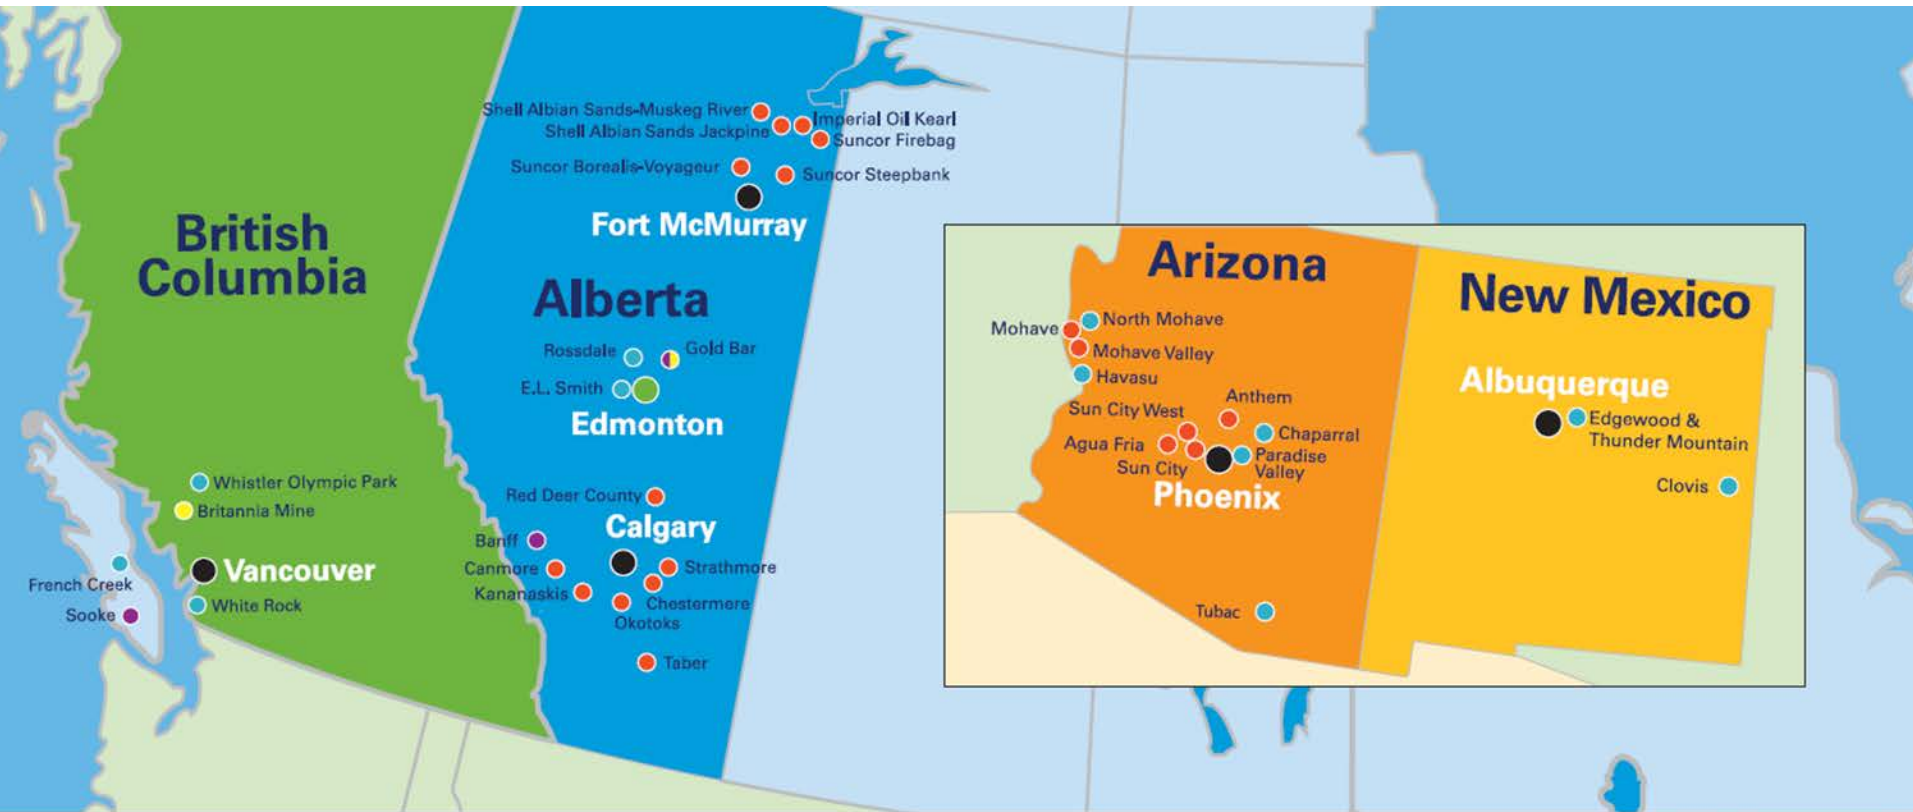 Shell Albian Sands-Muskeg River
Imperial Oil Kearl
Shell Albian Sands Jackpine
Suncor Firebag
Suncor Borealis-Voyageur
Suncor Steepbank
Fort McMurray
British
Columbia
Alberta
Rossdale
Gold Bar
E.L. Smith
Edmonton
Whistler Olympic Park
Britannia Mine
Vancouver
French Creek
White Rock
Sooke
Red Deer County
Calgary
Banff
Canmore
Strathmore
Kananaskis
Chestermere
Okotoks
Taber
Arizona
New Mexico
Mohave
North Mohave
Mohave Valley
Havasu
Anthem
Sun City West
Chaparral
Agua Fria
Paradise
Valley
Sun City
Phoenix
Tubac
Albuquerque
Edgewood &
Thunder Mountain
Clovis